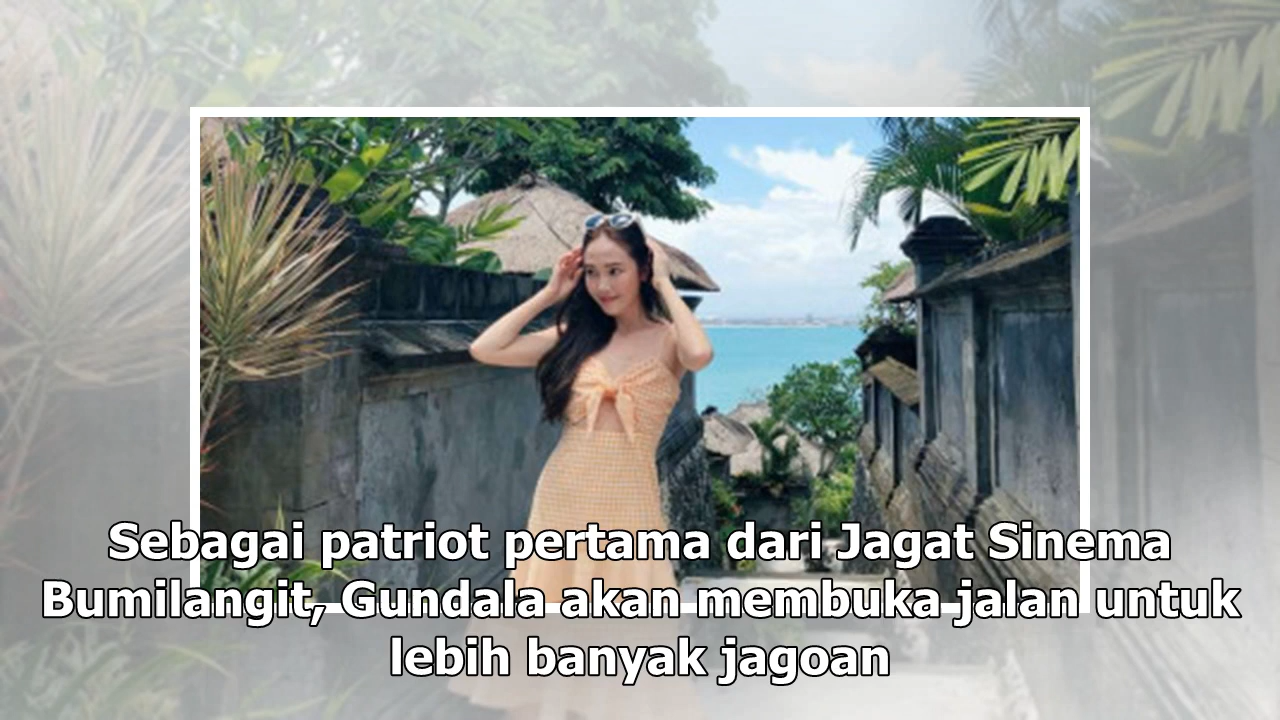 Sebagai patriot pertama dari Jagat Sinema
Bumilangit, Gundala akan membuka jalan untuk
lebih banyak jagoan